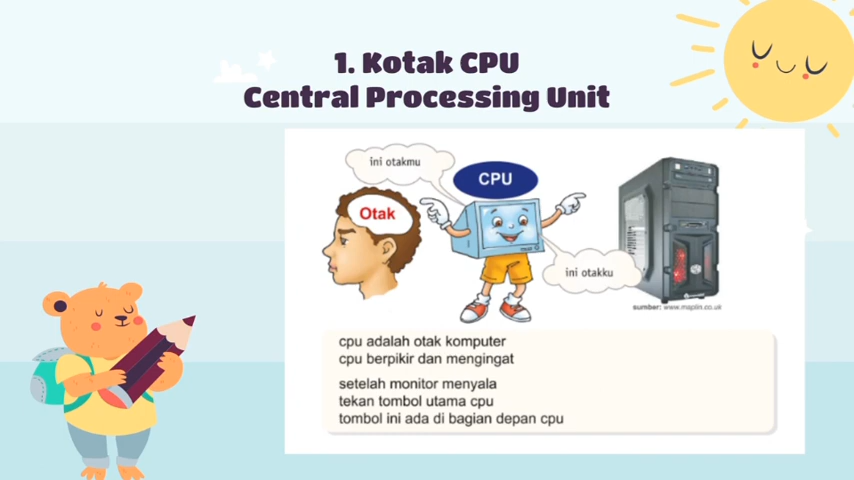 1. Kotak CPU
Central Processing Unit
ini otakmu
CPU
Otak
ini otakku
sumber: www.maplin.co.uk
cpu adalah otak komputer
cpu berpikir dan mengingat
setelah monitor menyala
tekan tombol utama cpu
tombol ini ada di bagian depan cpu